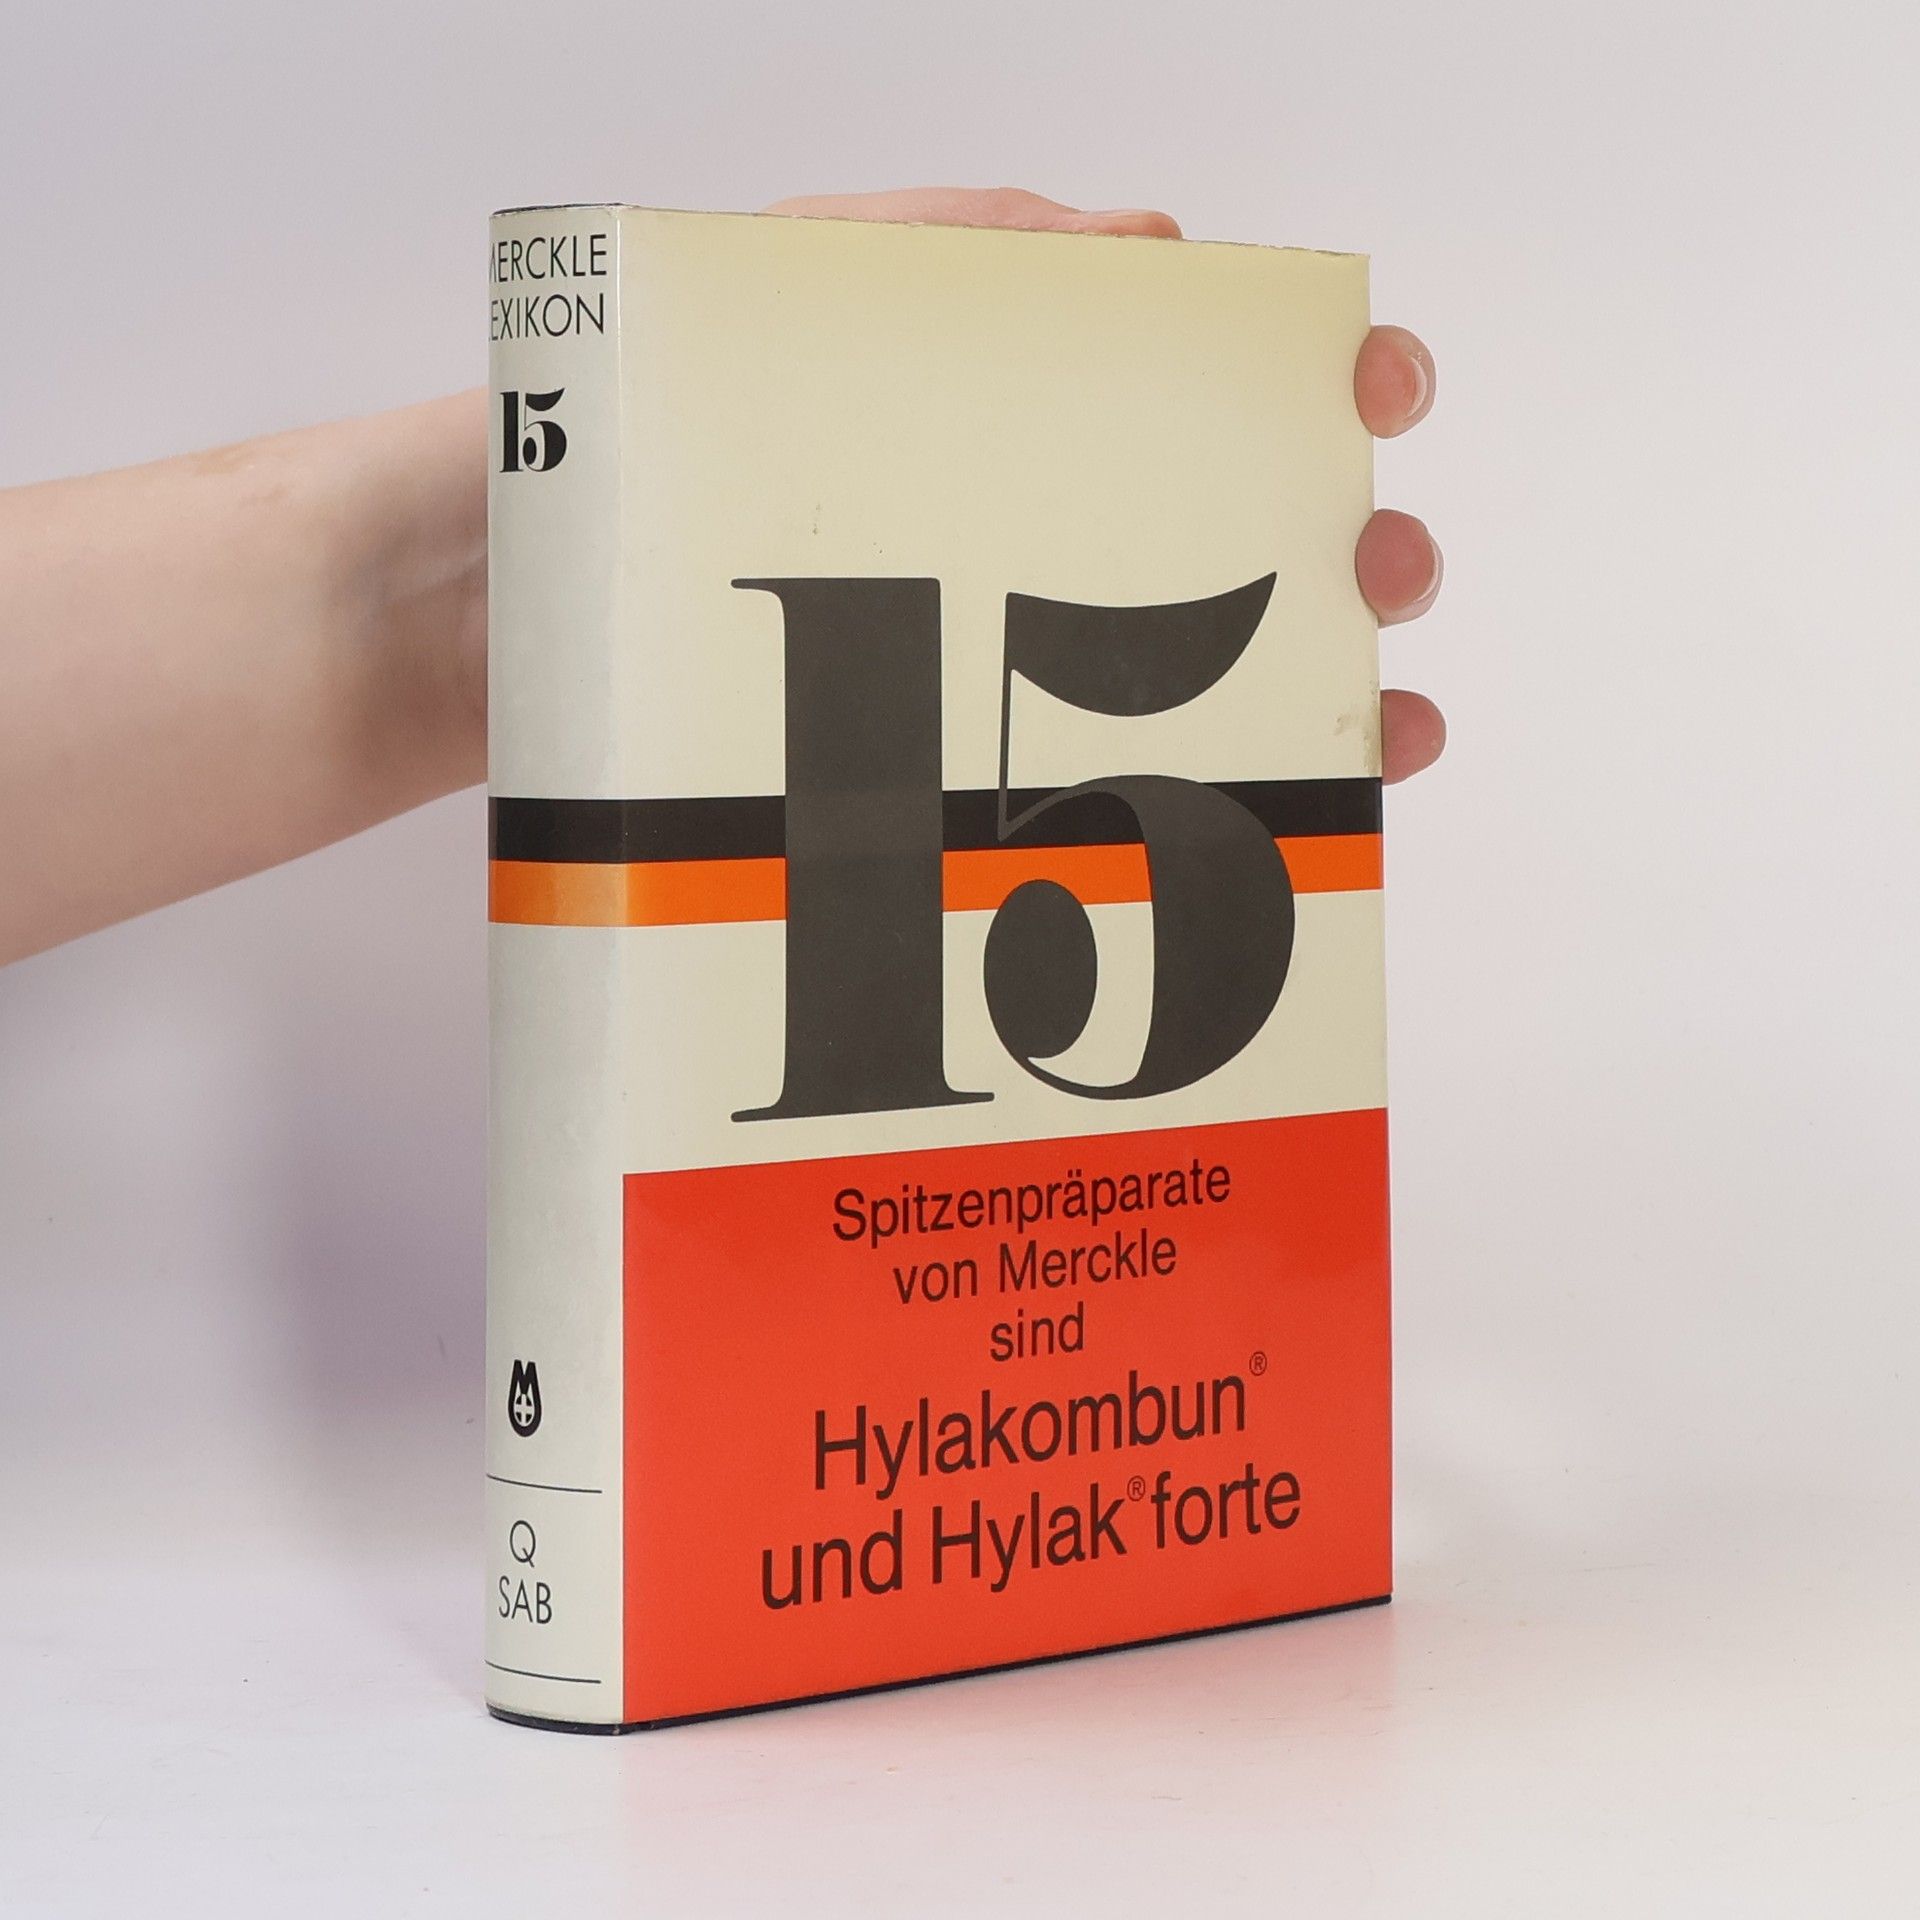 MERCKLE
LEXIKON
15
Q
SAB
15
Spitzenpräparate
von Merckle
sind
Hylakombun®
und Hylak® forte